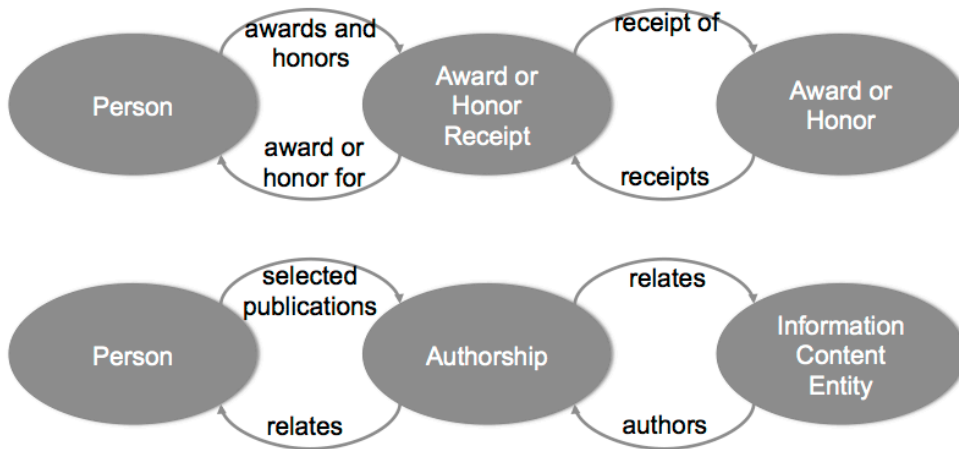 awards and
honors
receipt of
Person
Award or
Honor
Receipt
Award or
Honor
award or
honor for
receipts
selected
publications
relates
Person
Authorship
Information
Content
Entity
relates
authors